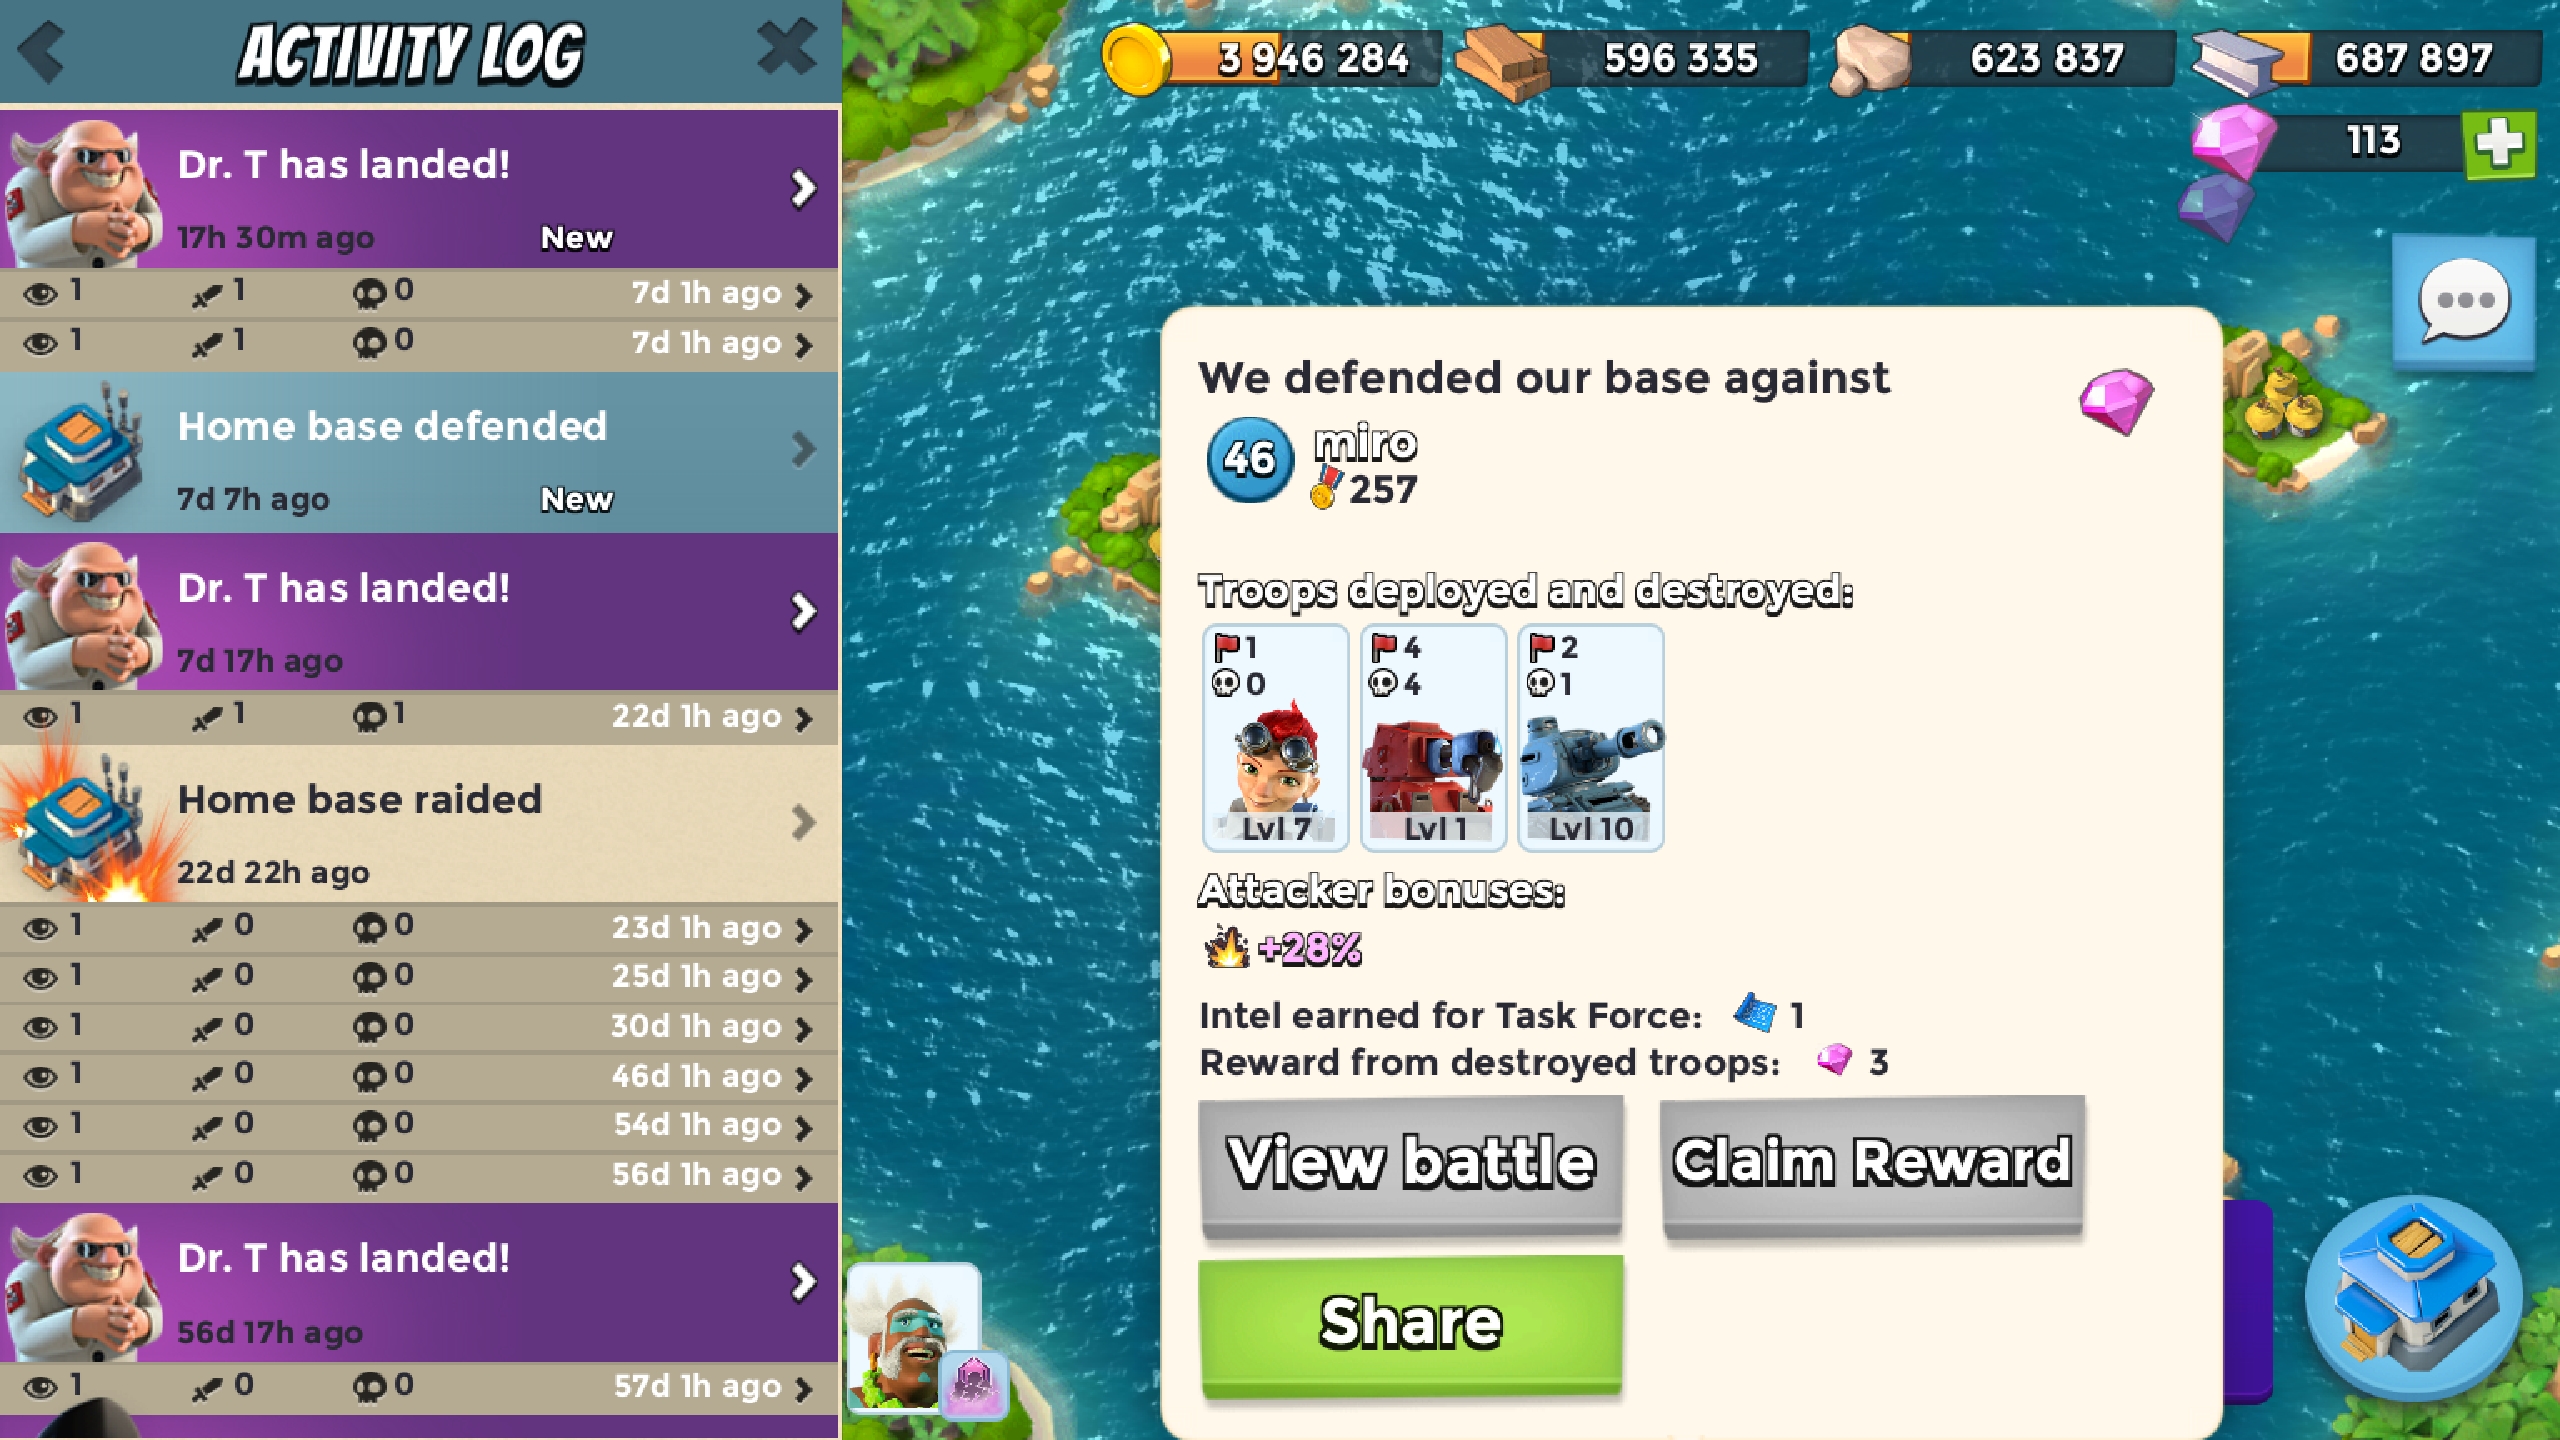 ACTIVITY LOG
Dr. T has landed!
17h 30m ago New
1 1 0 7d 1h ago
1 1 0 7d 1h ago
Home base defended
7d 7h ago New
Dr. T has landed!
7d 17h ago
1 1 1 22d 1h ago
Home base raided
22d 22h ago
1 0 0 23d 1h ago
1 0 0 25d 1h ago
1 0 0 30d 1h ago
1 0 0 46d 1h ago
1 0 0 54d 1h ago
1 0 0 56d 1h ago
Dr. T has landed!
56d 17h ago
1 0 0 57d 1h ago
3 946 284 596 335 623 837 687 897
113
We defended our base against
46 miro
257
Troops deployed and destroyed:
1 4 2
0 4 1
Lvl 7 Lvl 1 Lvl 10
Attacker bonuses:
+28%
Intel earned for Task Force: 1
Reward from destroyed troops: 3
View battle Claim Reward
Share